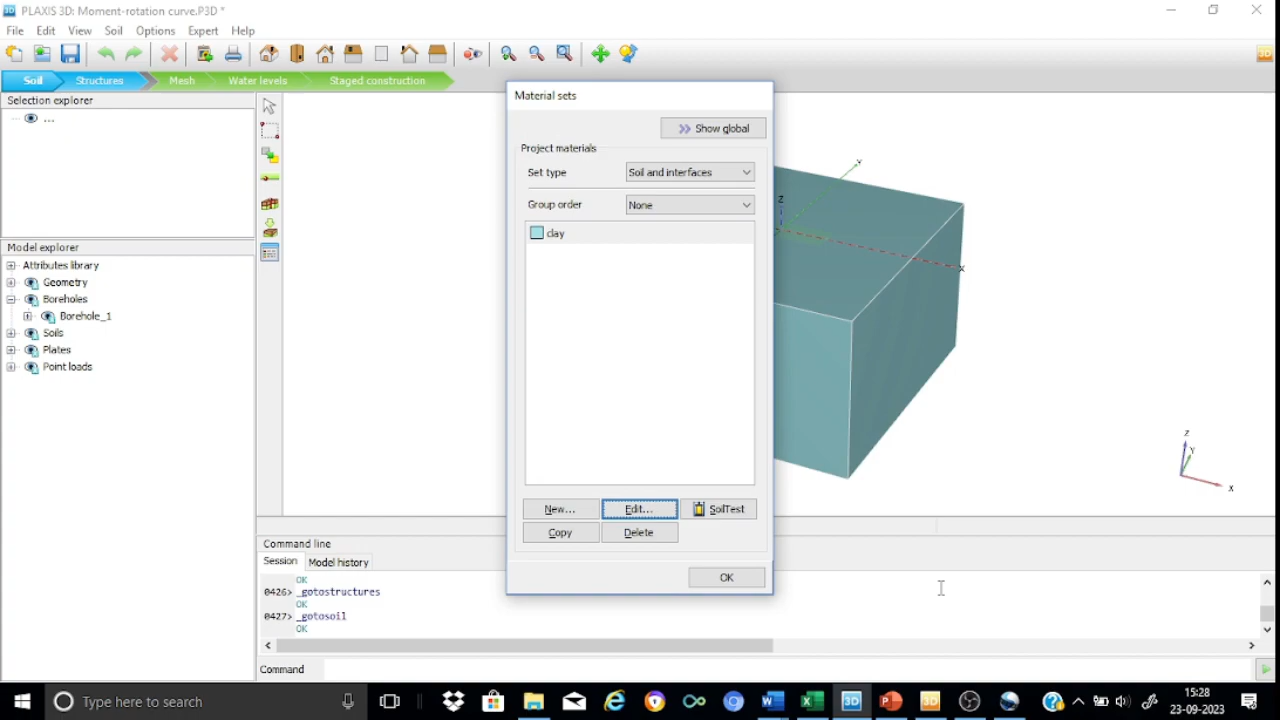 PLAXIS 3D: Moment-rotation curve.P3D *
File Edit View Soil Options Expert Help
3D
Soil Structures Mesh Water levels Staged construction
Selection explorer
...
Model explorer
Attributes library
Geometry
Boreholes
Borehole_1
Soils
Plates
Point loads
Material sets
Show global
Project materials
Set type Soil and interfaces
Group order None
clay
New... Edit... SoilTest
Copy Delete
OK
Y
Z
X
Z
Y
X
Command line
Session Model history
OK
0426> _gotostructures
OK
0427> _gotosoil
OK
Command
Type here to search
15:28
23-09-2023